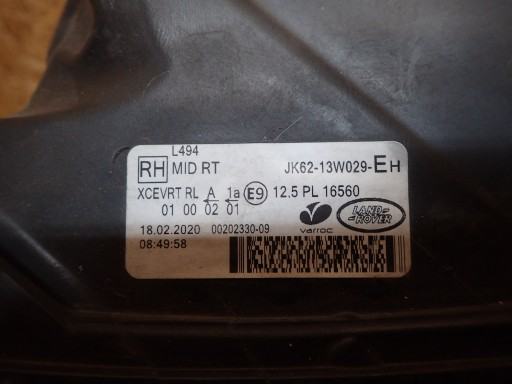 L494
RH MID RT JK62-13W029-EH
XCEVRT RL A 1a E9 12.5 PL 16560
01 00 02 01
varroc
LAND ROVER
18.02.2020 00202330-09
08:49:58